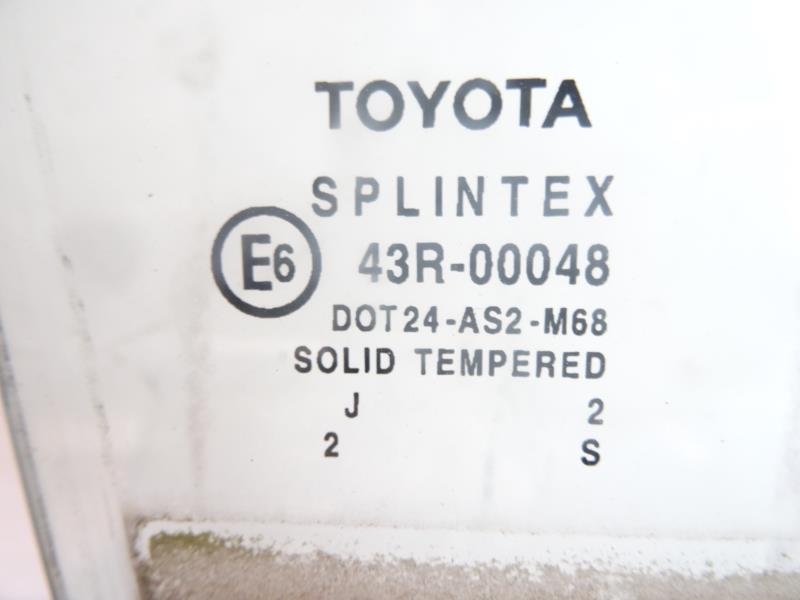 TOYOTA
SPLINTEX
E6 43R-00048
DOT24-AS2-M68
SOLID TEMPERED
J 2
2 S